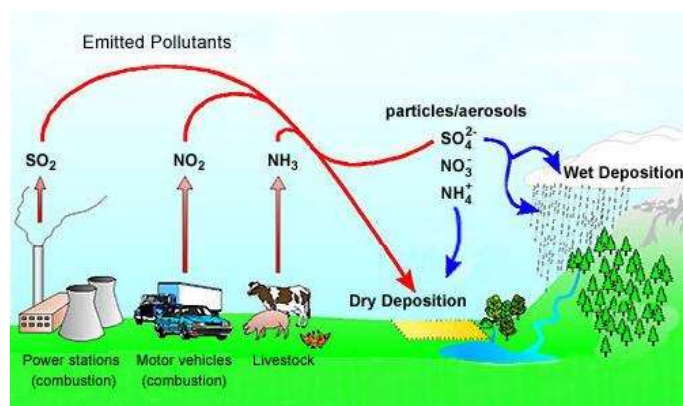 Emitted Pollutants
particles/aerosols
SO₂
NO₂
NH₃
SO₄²⁻
NO₃⁻
NH₄⁺
Wet Deposition
Dry Deposition
Power stations
(combustion)
Motor vehicles
(combustion)
Livestock